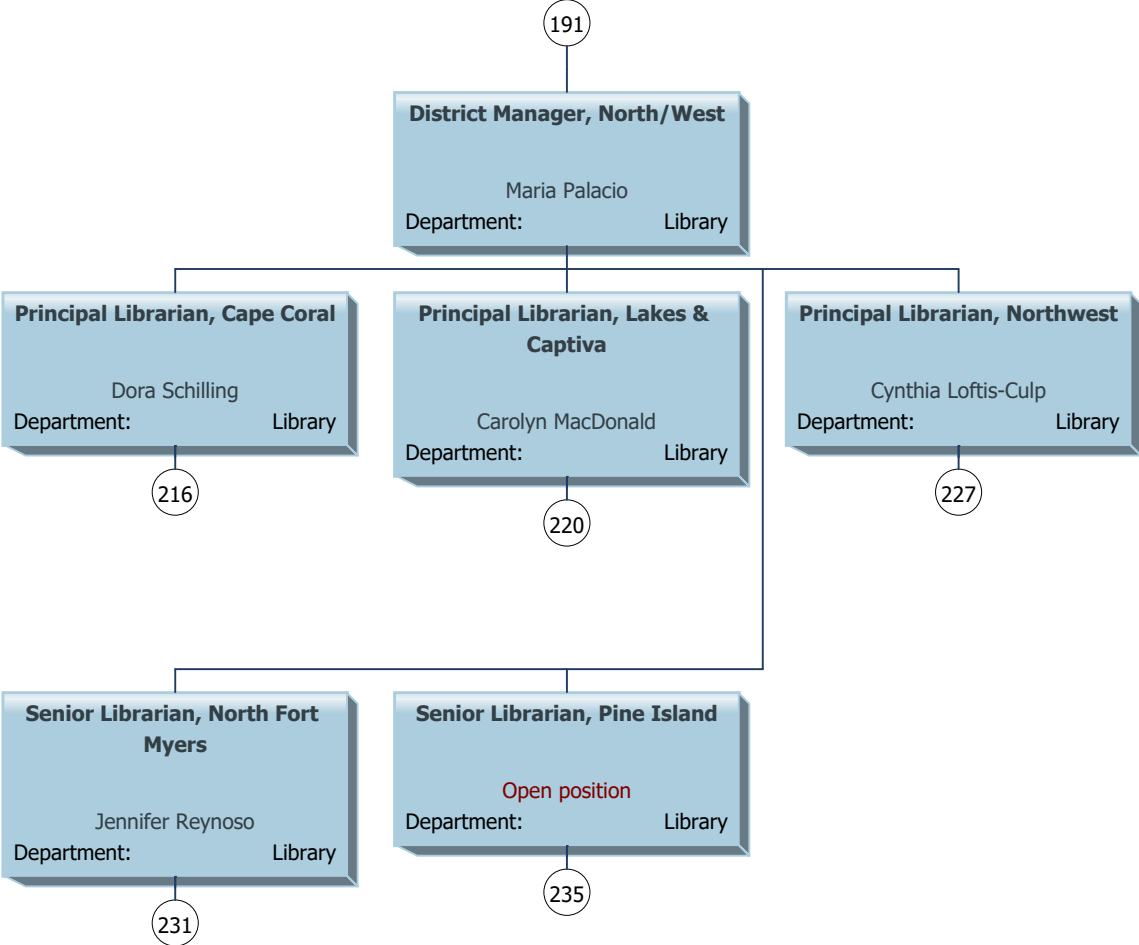 191
District Manager, North/West
Maria Palacio
Department: Library
Principal Librarian, Cape Coral
Dora Schilling
Department: Library
216
Principal Librarian, Lakes &
Captiva
Carolyn MacDonald
Department: Library
220
Principal Librarian, Northwest
Cynthia Loftis-Culp
Department: Library
227
Senior Librarian, North Fort
Myers
Jennifer Reynoso
Department: Library
231
Senior Librarian, Pine Island
Open position
Department: Library
235